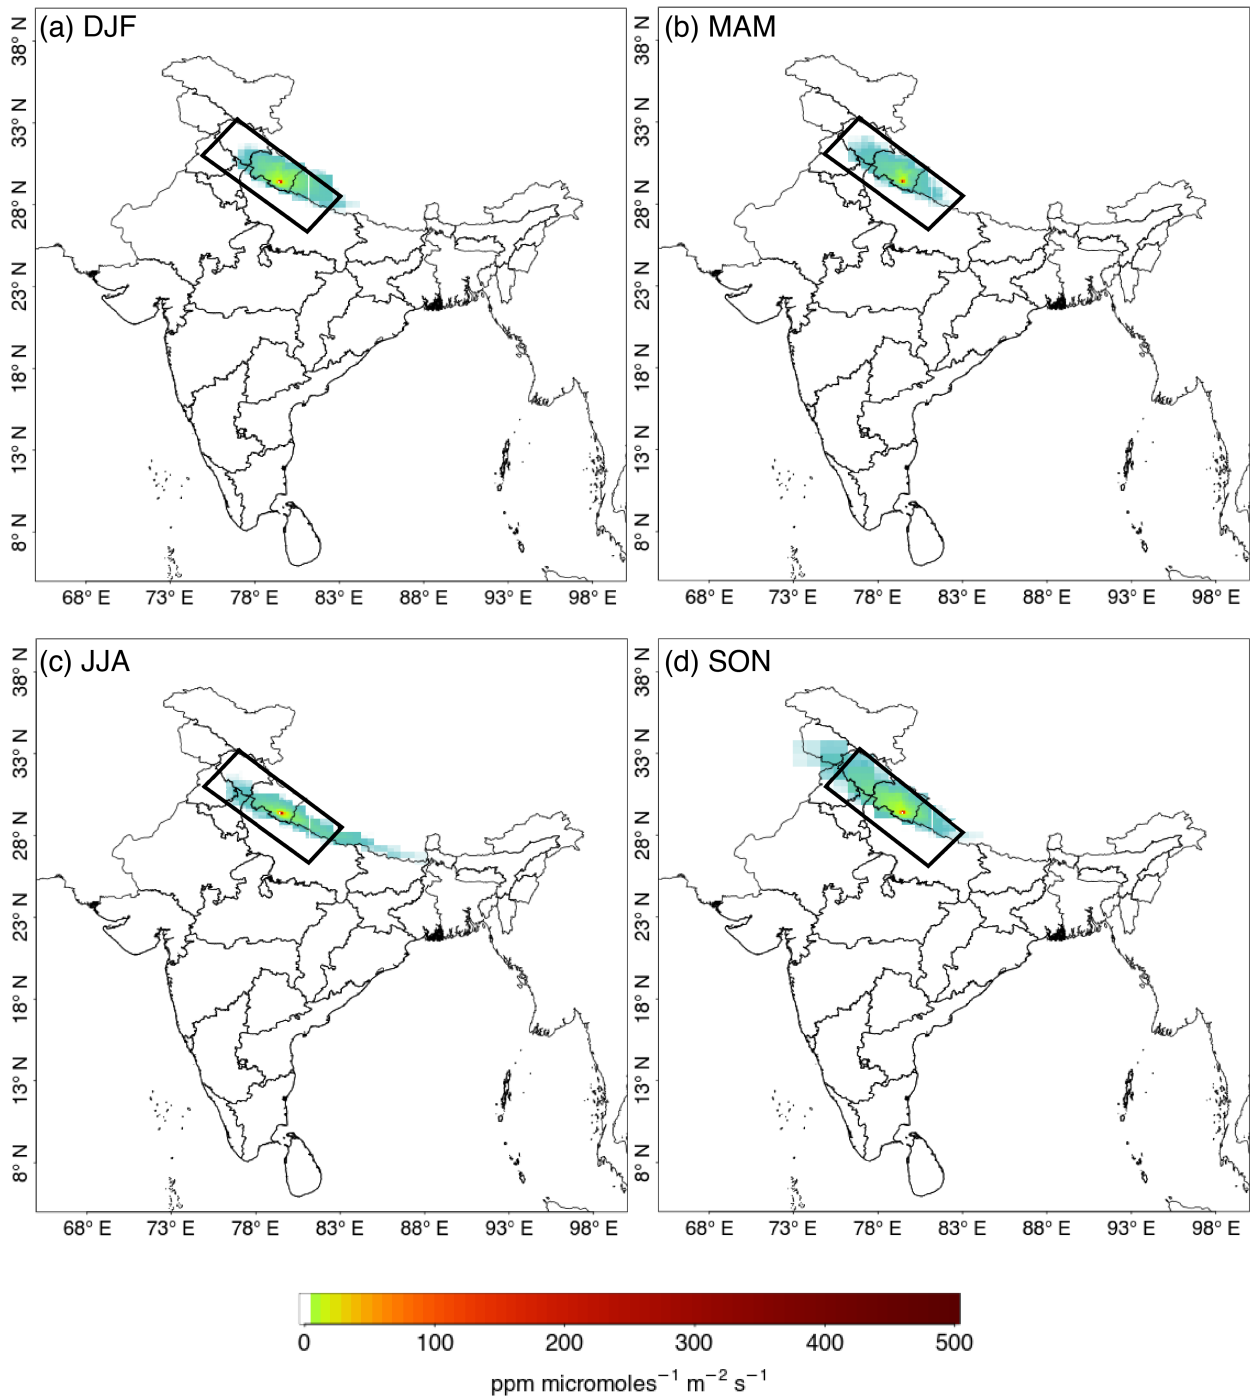 (a) DJF
38° N
33° N
28° N
23° N
18° N
13° N
8° N
68° E 73° E 78° E 83° E 88° E 93° E 98° E
(b) MAM
38° N
33° N
28° N
23° N
18° N
13° N
8° N
68° E 73° E 78° E 83° E 88° E 93° E 98° E
(c) JJA
38° N
33° N
28° N
23° N
18° N
13° N
8° N
68° E 73° E 78° E 83° E 88° E 93° E 98° E
(d) SON
38° N
33° N
28° N
23° N
18° N
13° N
8° N
68° E 73° E 78° E 83° E 88° E 93° E 98° E
0 100 200 300 400 500
ppm micromoles⁻¹ m⁻² s⁻¹